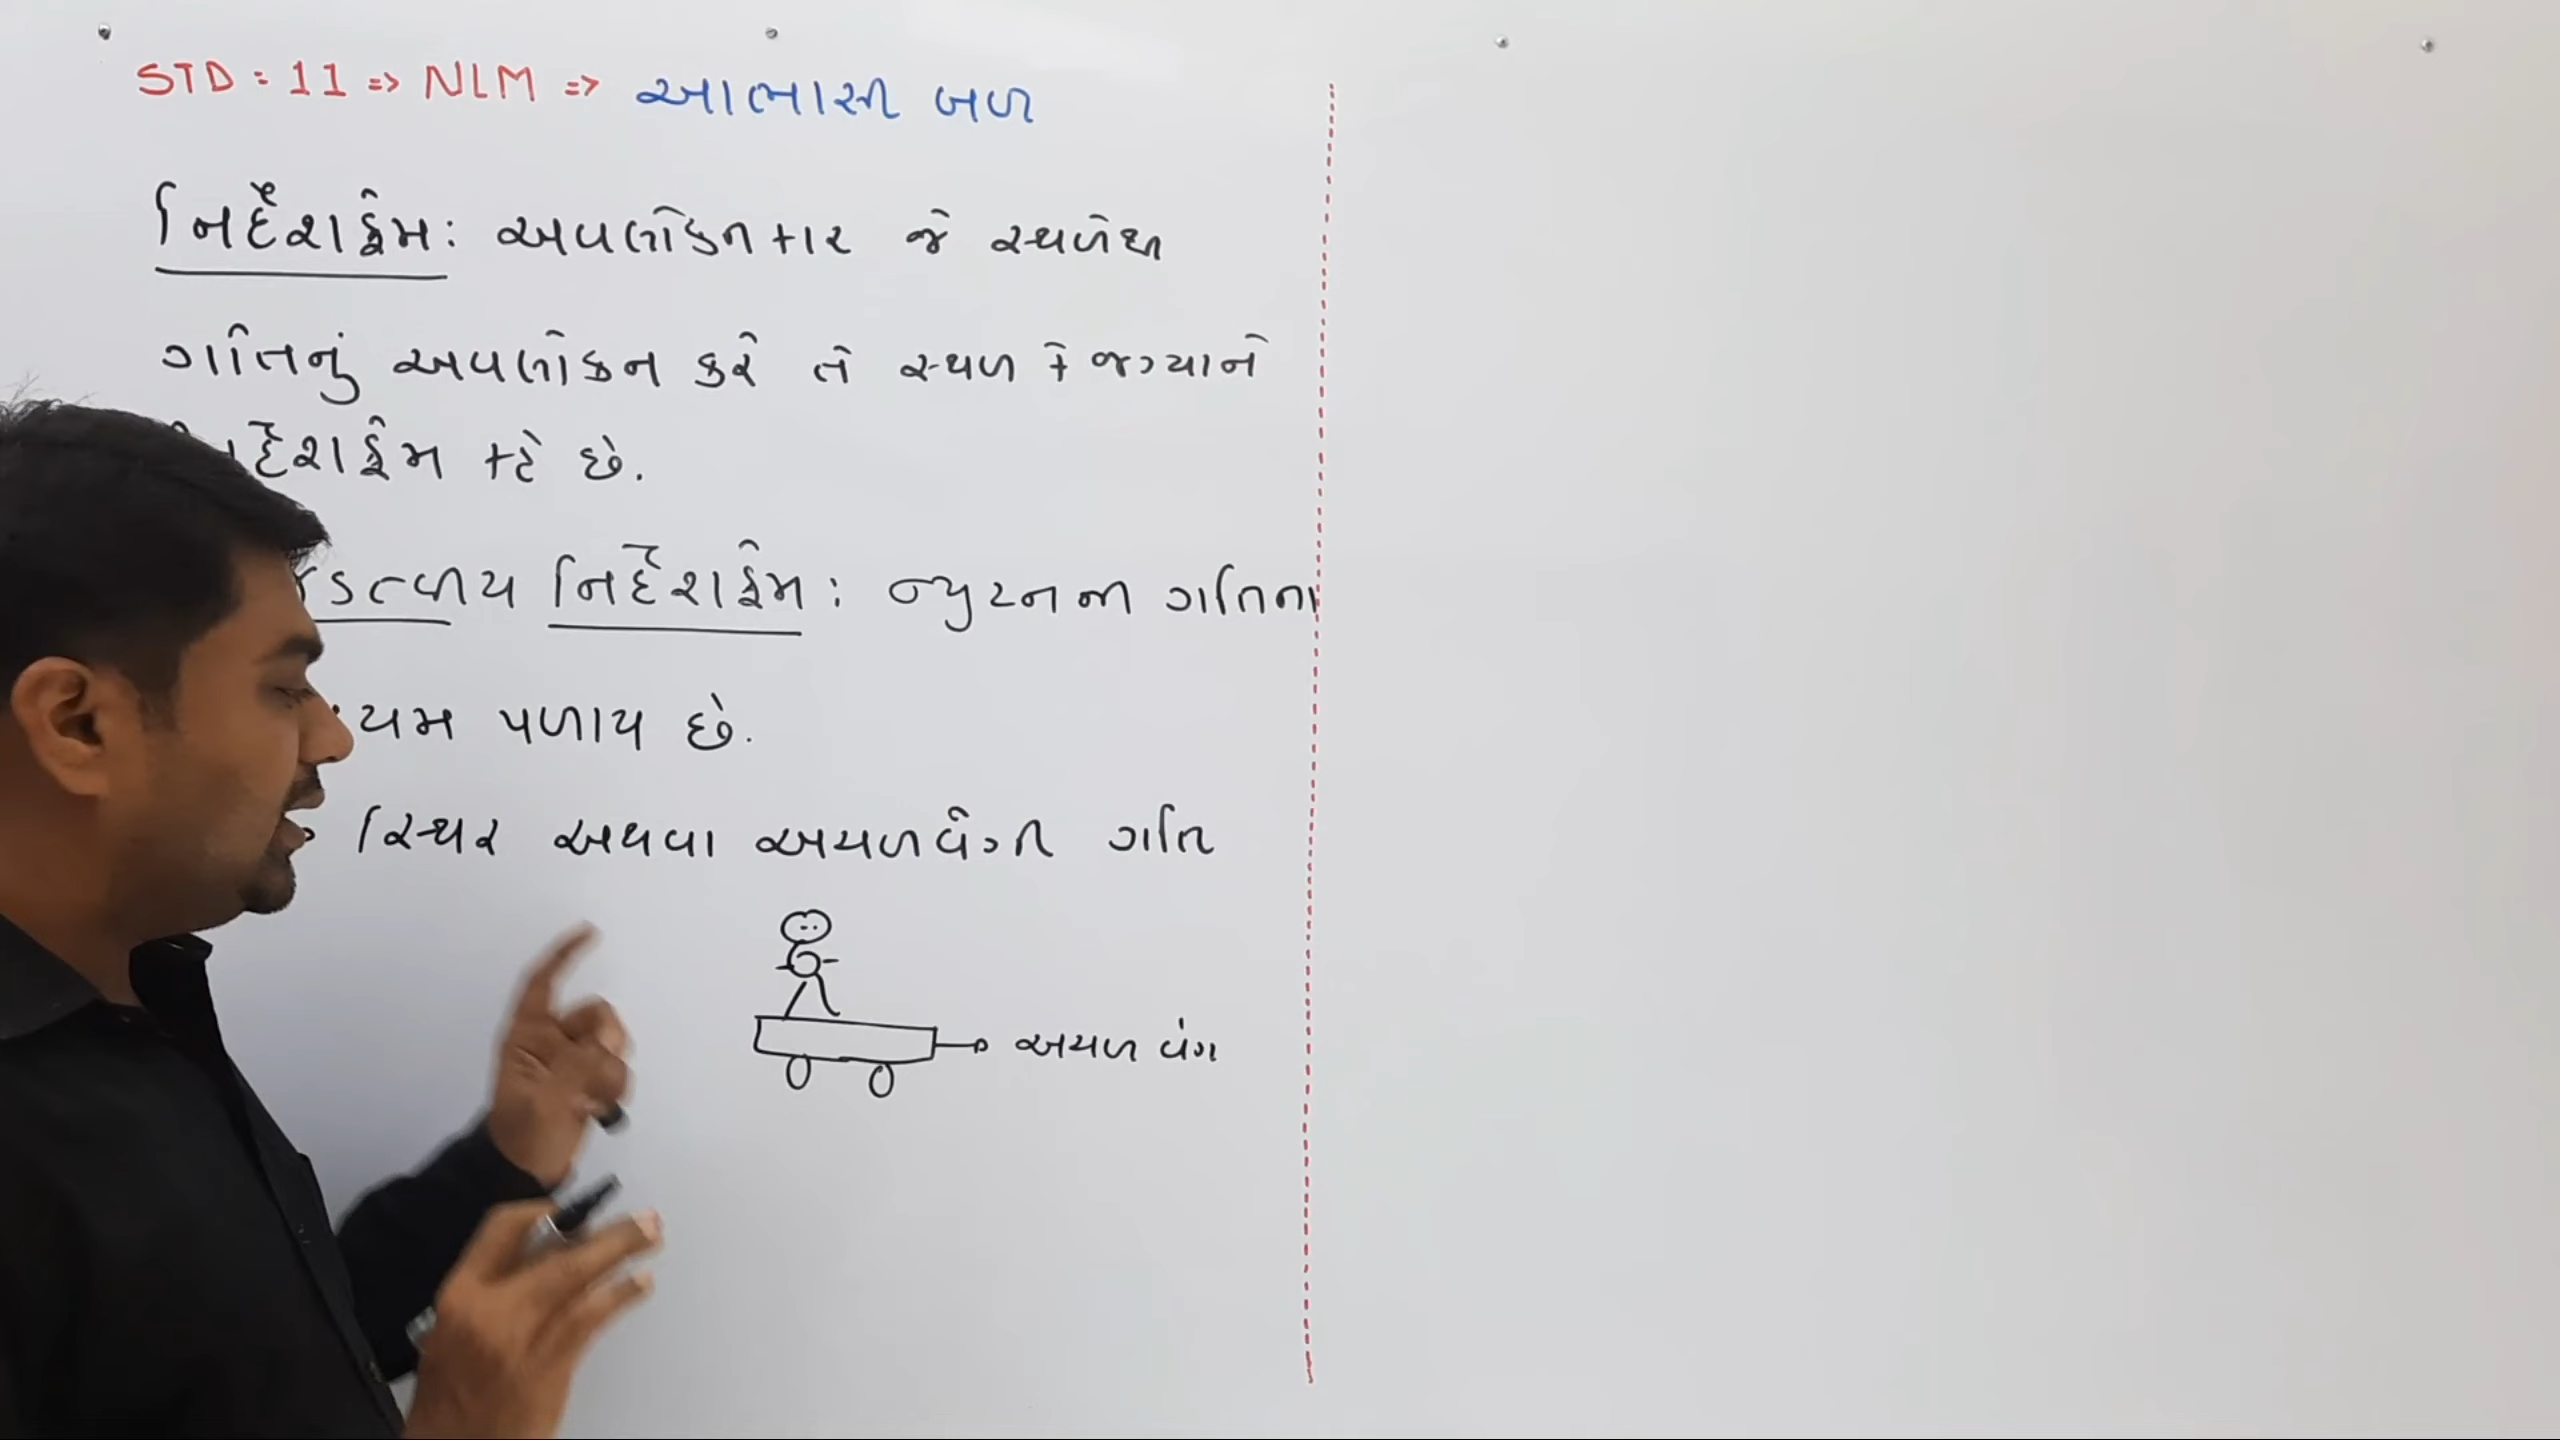 STD : 11 => NLM => આભાસી બળ
નિર્દેશફ્રેમ : અવલોકનકાર જે સ્થળેથી
ગતિનું અવલોકન કરે તે સ્થળ કે જગ્યાને
નિર્દેશફ્રેમ કહે છે.
જડત્વીય નિર્દેશફ્રેમ : ન્યુટનના ગતિના
નિયમ પળાય છે.
સ્થિર અથવા અચળવેગી ગતિ
અચળ વેગ